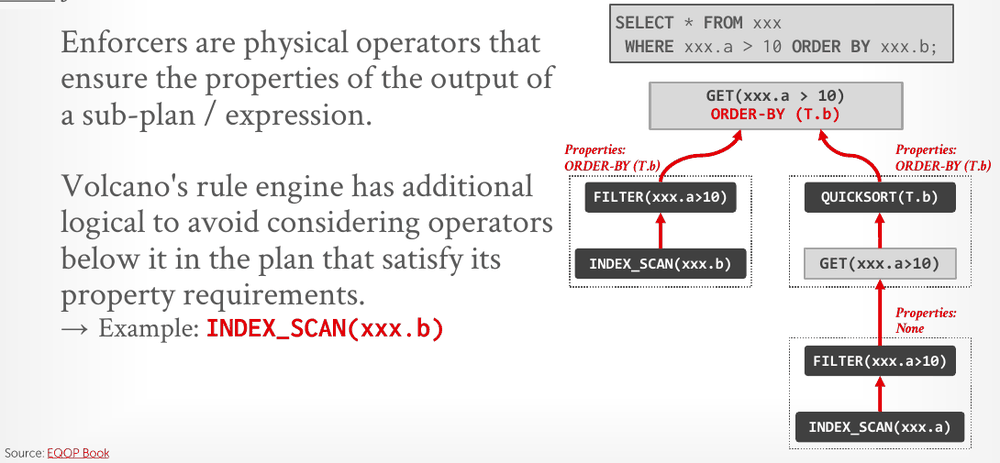 Enforcers are physical operators that
ensure the properties of the output of
a sub-plan / expression.
Volcano's rule engine has additional
logical to avoid considering operators
below it in the plan that satisfy its
property requirements.
→ Example: INDEX_SCAN(xxx.b)
SELECT * FROM xxx
WHERE xxx.a > 10 ORDER BY xxx.b;
GET(xxx.a > 10)
ORDER-BY (T.b)
Properties:
ORDER-BY (T.b)
FILTER(xxx.a>10)
INDEX_SCAN(xxx.b)
Properties:
ORDER-BY (T.b)
QUICKSORT(T.b)
GET(xxx.a>10)
Properties:
None
FILTER(xxx.a>10)
INDEX_SCAN(xxx.a)
Source: EQOP Book